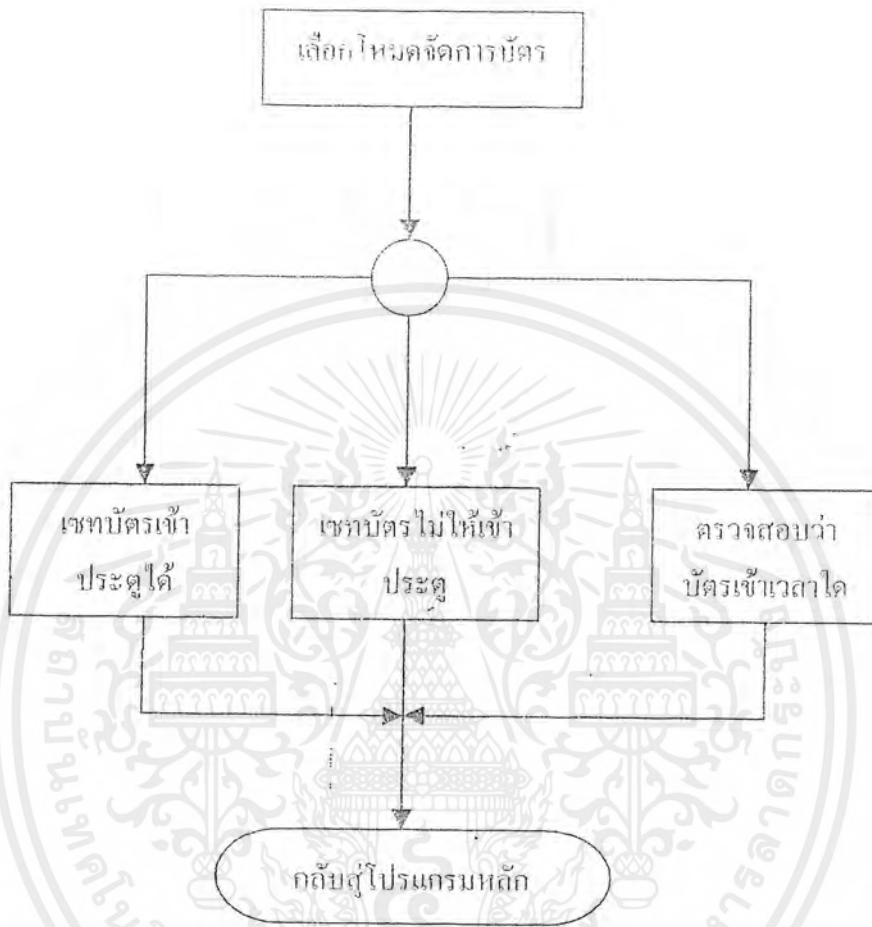 เลือกโหมดจัดการบัตร
เซทบัตรเข้า
ประตูได้
เซทบัตรไม่ให้เข้า
ประตู
ตรวจสอบว่า
บัตรเข้าเวลาใด
กลับสู่โปรแกรมหลัก